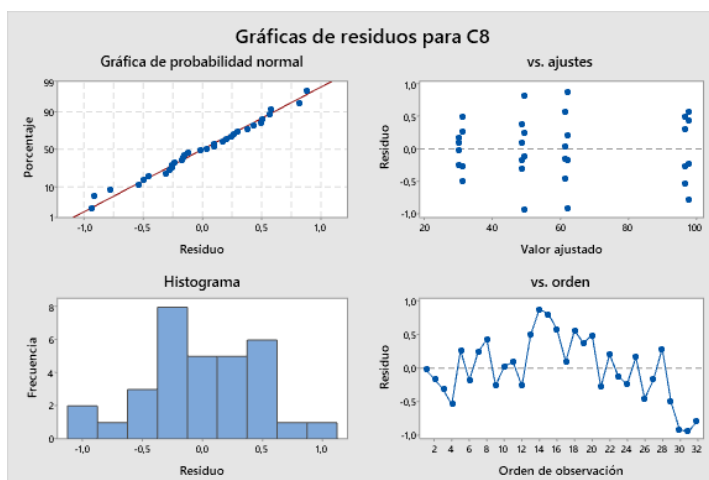 Gráficas de residuos para C8
Gráfica de probabilidad normal
99
90
50
10
1
Porcentaje
-1,0 -0,5 0,0 0,5 1,0
Residuo
vs. ajustes
1,0
0,5
0,0
-0,5
-1,0
Residuo
20 40 60 80 100
Valor ajustado
Histograma
8
6
4
2
0
Frecuencia
-1,0 -0,5 0,0 0,5 1,0
Residuo
vs. orden
1,0
0,5
0,0
-0,5
-1,0
Residuo
2 4 6 8 10 12 14 16 18 20 22 24 26 28 30 32
Orden de observación